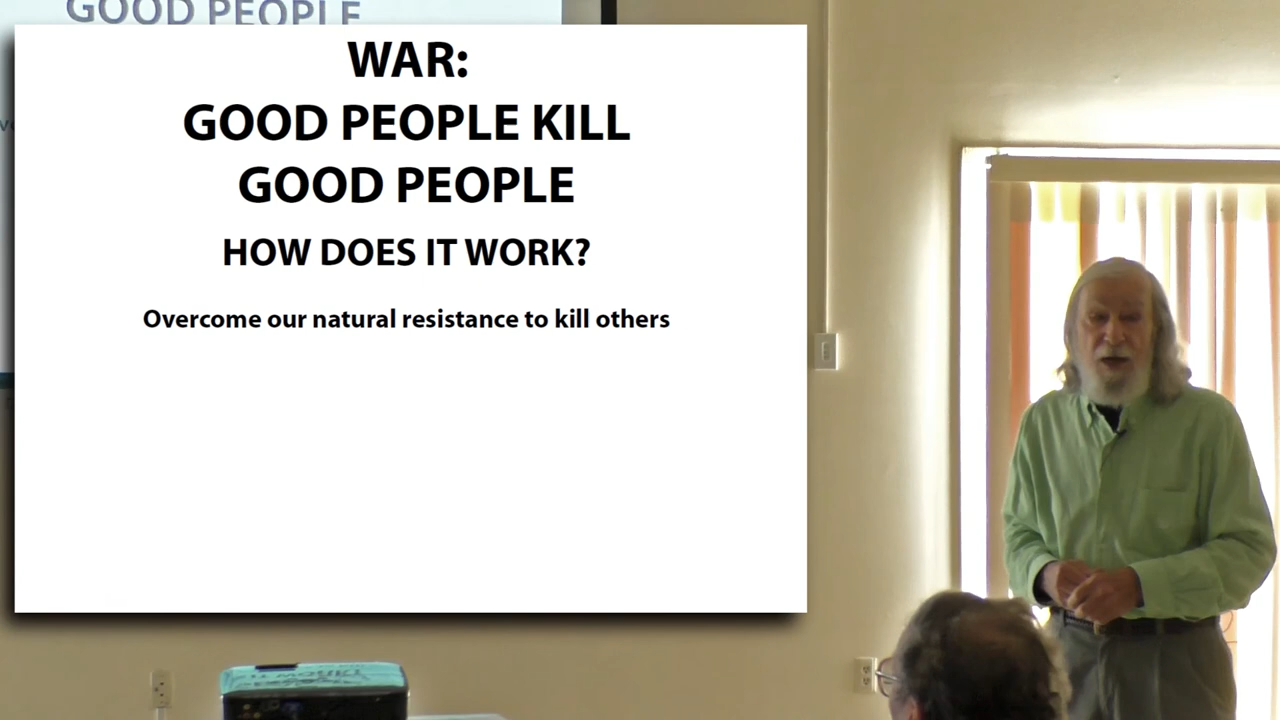 GOOD PEOPLE
WAR:
GOOD PEOPLE KILL
GOOD PEOPLE
HOW DOES IT WORK?
Overcome our natural resistance to kill others